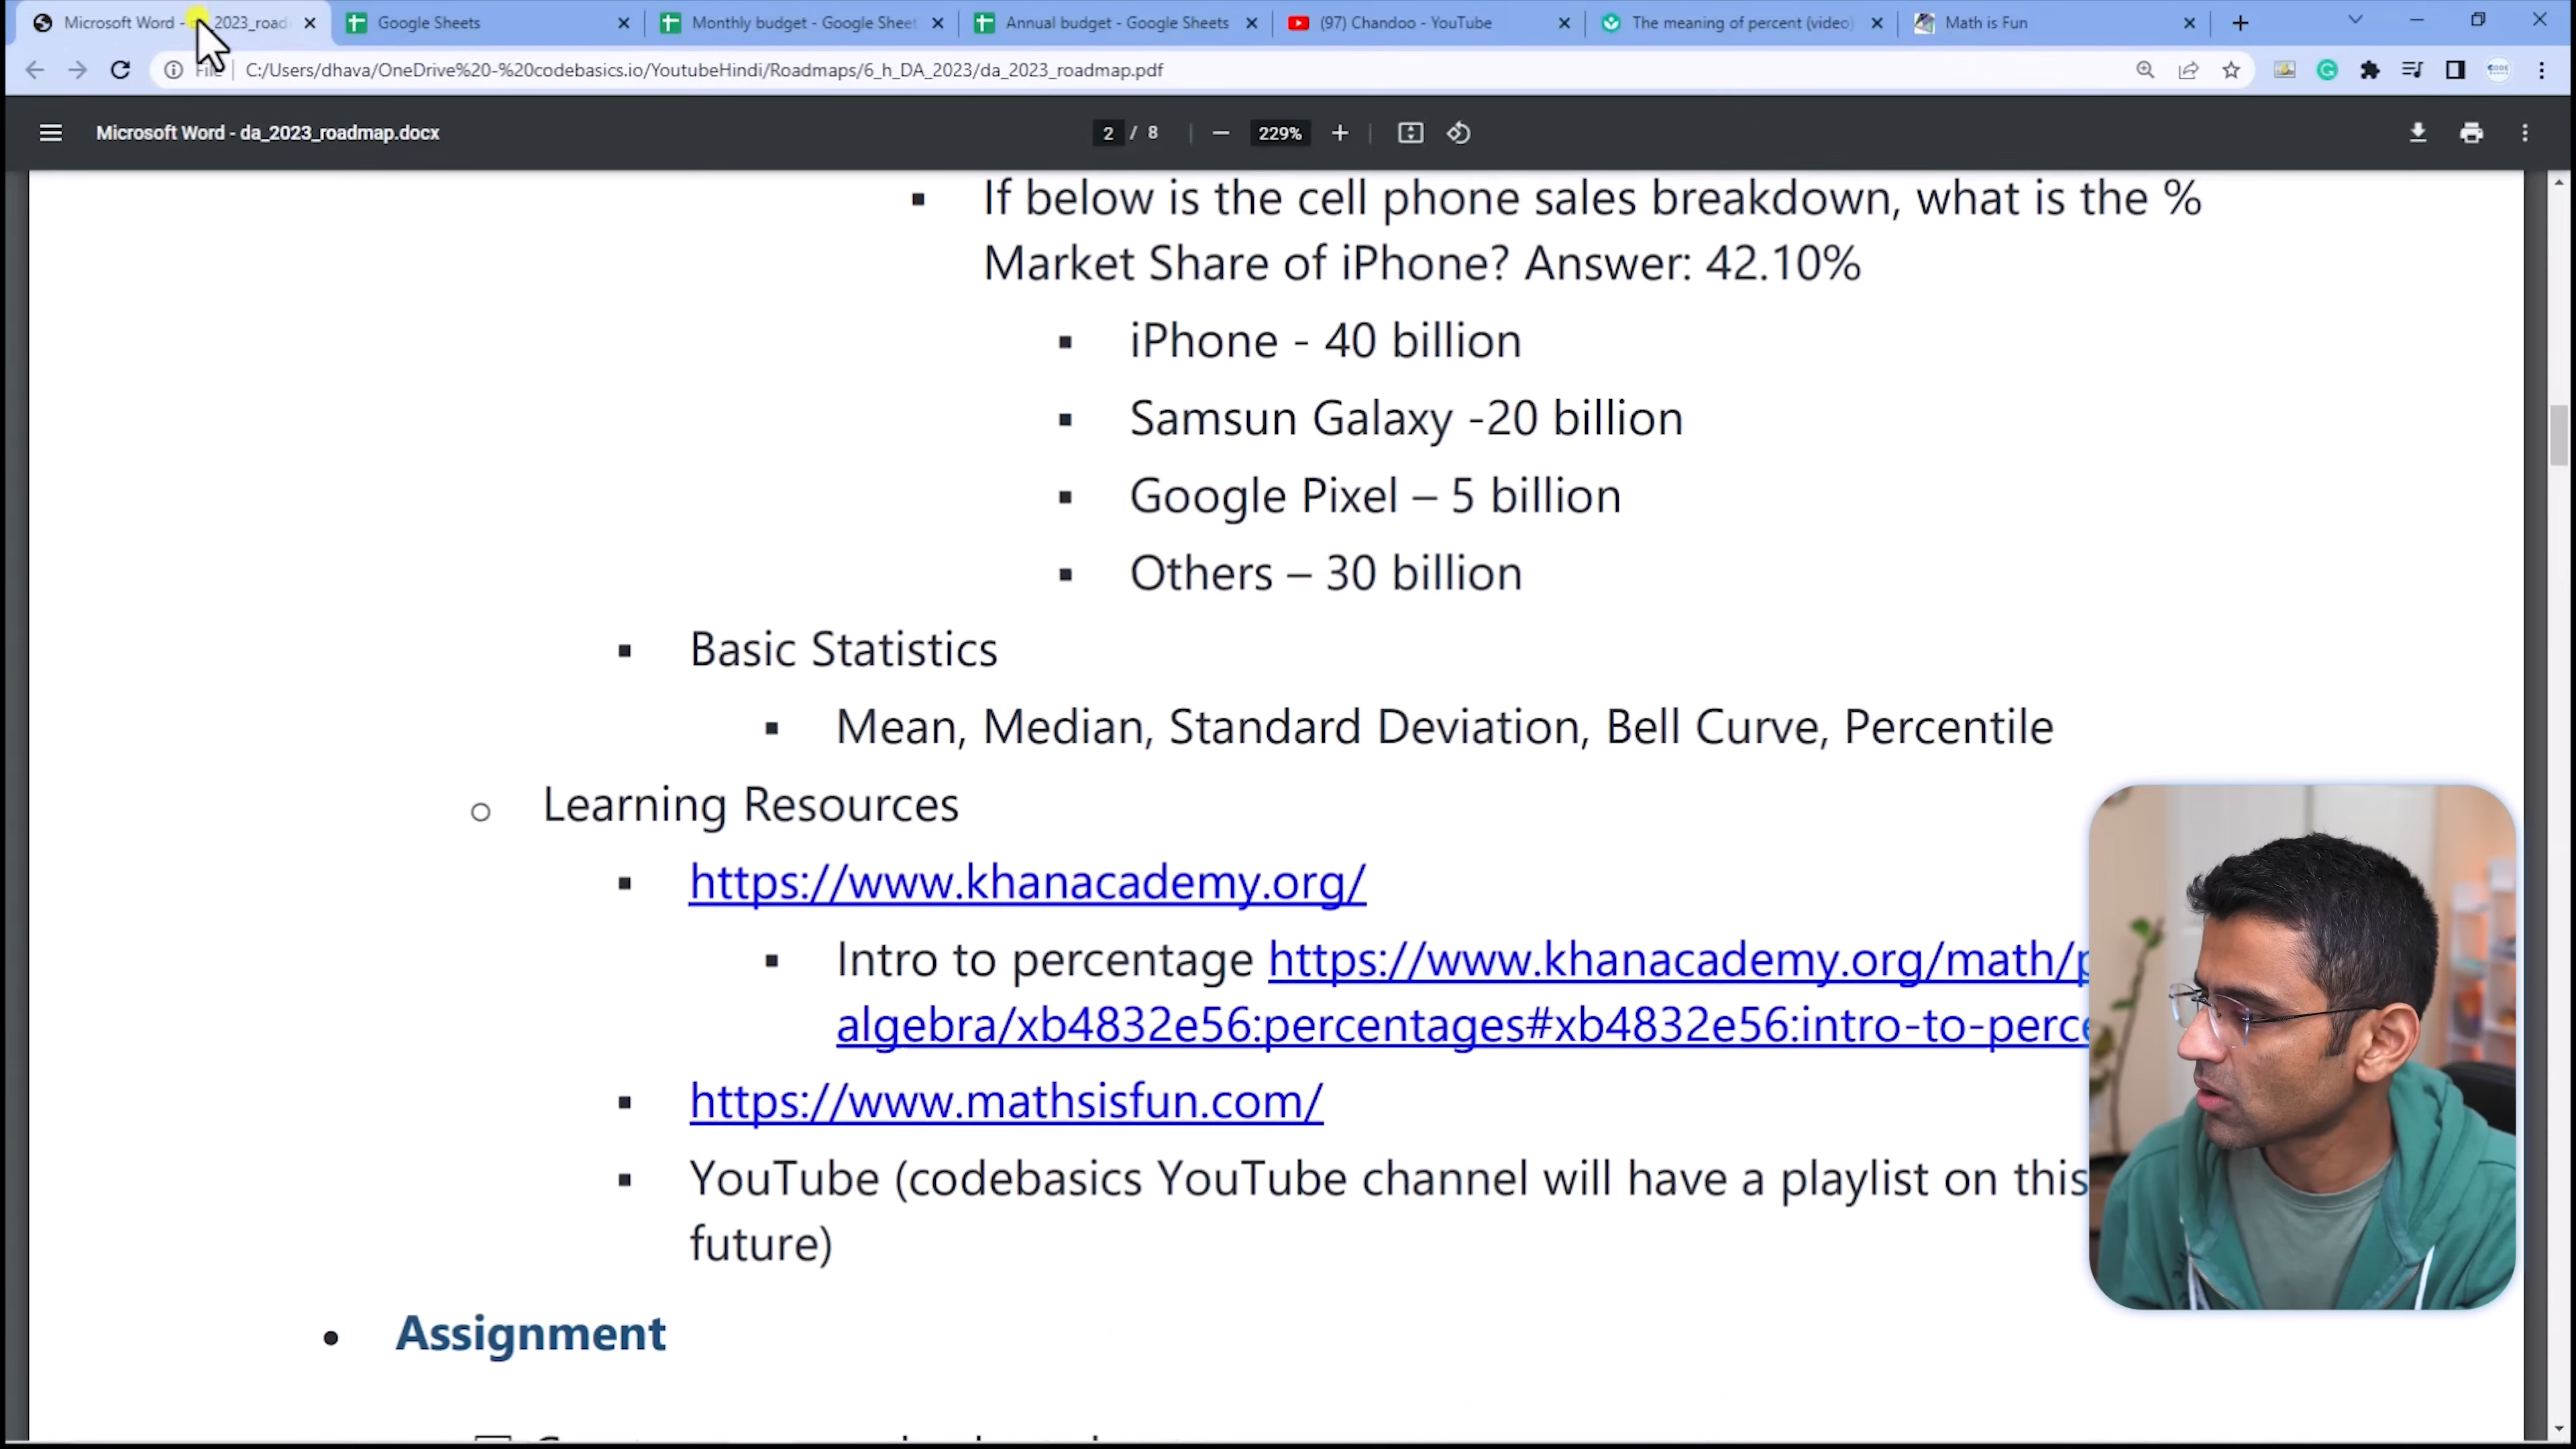 Microsoft Word - 2023_road
Google Sheets
Monthly budget - Google Sheet
Annual budget - Google Sheets
(97) Chandoo - YouTube
The meaning of percent (video)
Math is Fun
File
C:/Users/dhava/OneDrive%20-%20codebasics.io/YoutubeHindi/Roadmaps/6_h_DA_2023/da_2023_roadmap.pdf
Microsoft Word - da_2023_roadmap.docx
2 / 8
229%
▪ If below is the cell phone sales breakdown, what is the %
Market Share of iPhone? Answer: 42.10%
▪ iPhone - 40 billion
▪ Samsun Galaxy -20 billion
▪ Google Pixel – 5 billion
▪ Others – 30 billion
▪ Basic Statistics
▪ Mean, Median, Standard Deviation, Bell Curve, Percentile
○ Learning Resources
▪ https://www.khanacademy.org/
▪ Intro to percentage https://www.khanacademy.org/math/p
algebra/xb4832e56:percentages#xb4832e56:intro-to-perce
▪ https://www.mathsisfun.com/
▪ YouTube (codebasics YouTube channel will have a playlist on this
future)
• Assignment